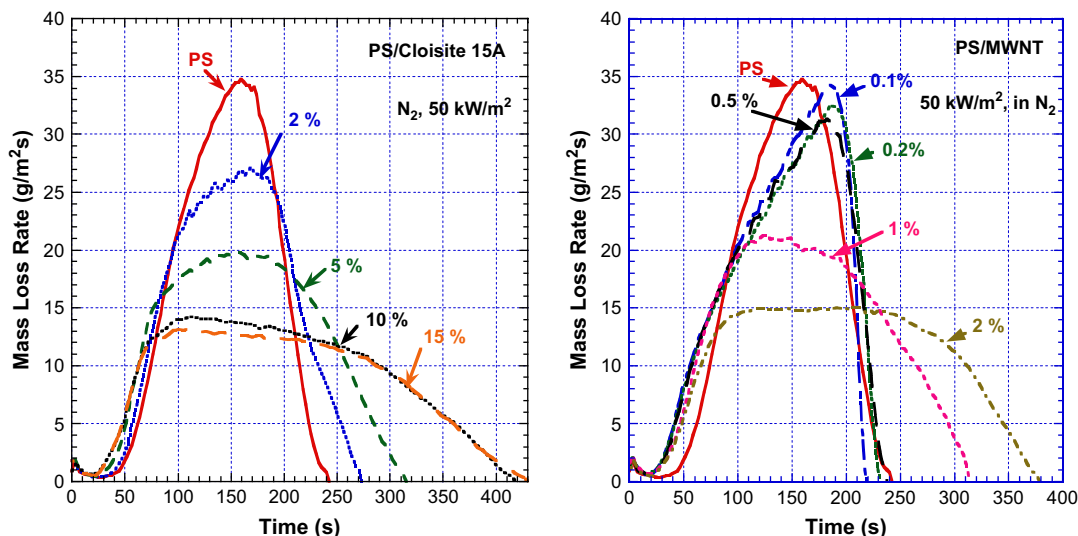 Mass Loss Rate (g/m²s)
40
35
30
25
20
15
10
5
0
PS/Cloisite 15A
N₂, 50 kW/m²
PS
2 %
5 %
10 %
15 %
0 50 100 150 200 250 300 350 400
Time (s)
Mass Loss Rate (g/m²s)
40
35
30
25
20
15
10
5
0
PS/MWNT
50 kW/m², in N₂
PS
0.1%
0.5 %
0.2%
1 %
2 %
0 50 100 150 200 250 300 350 400
Time (s)